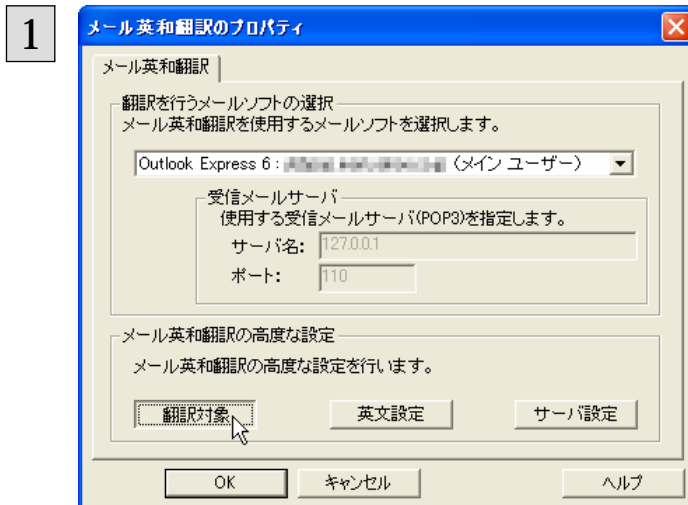 1
メール英和翻訳のプロパティ
メール英和翻訳
翻訳を行うメールソフトの選択
メール英和翻訳を使用するメールソフトを選択します。
Outlook Express 6 : (メイン ユーザー)
受信メールサーバ
使用する受信メールサーバ(POP3)を指定します。
サーバ名: 127.0.0.1
ポート: 110
メール英和翻訳の高度な設定
メール英和翻訳の高度な設定を行います。
翻訳対象 英文設定 サーバ設定
OK キャンセル ヘルプ